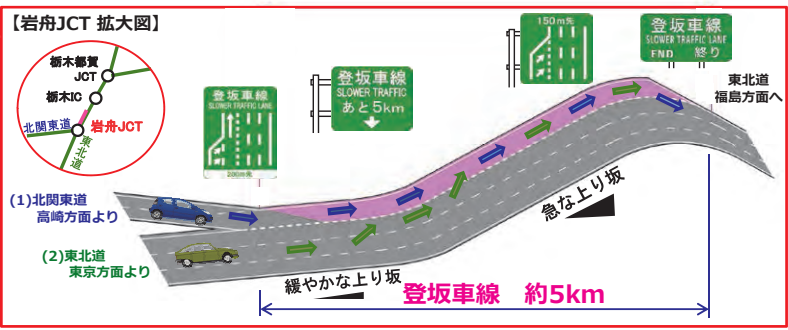 【岩舟JCT 拡大図】
栃木都賀
JCT
栃木IC
北関東道
岩舟JCT
東北道
登坂車線
SLOWER TRAFFIC LANE
200m先
登坂車線
SLOWER TRAFFIC
あと5km
150m先
登坂車線
SLOWER TRAFFIC LANE
END 終り
東北道
福島方面へ
(1)北関東道
高崎方面より
(2)東北道
東京方面より
緩やかな上り坂
急な上り坂
登坂車線 約5km